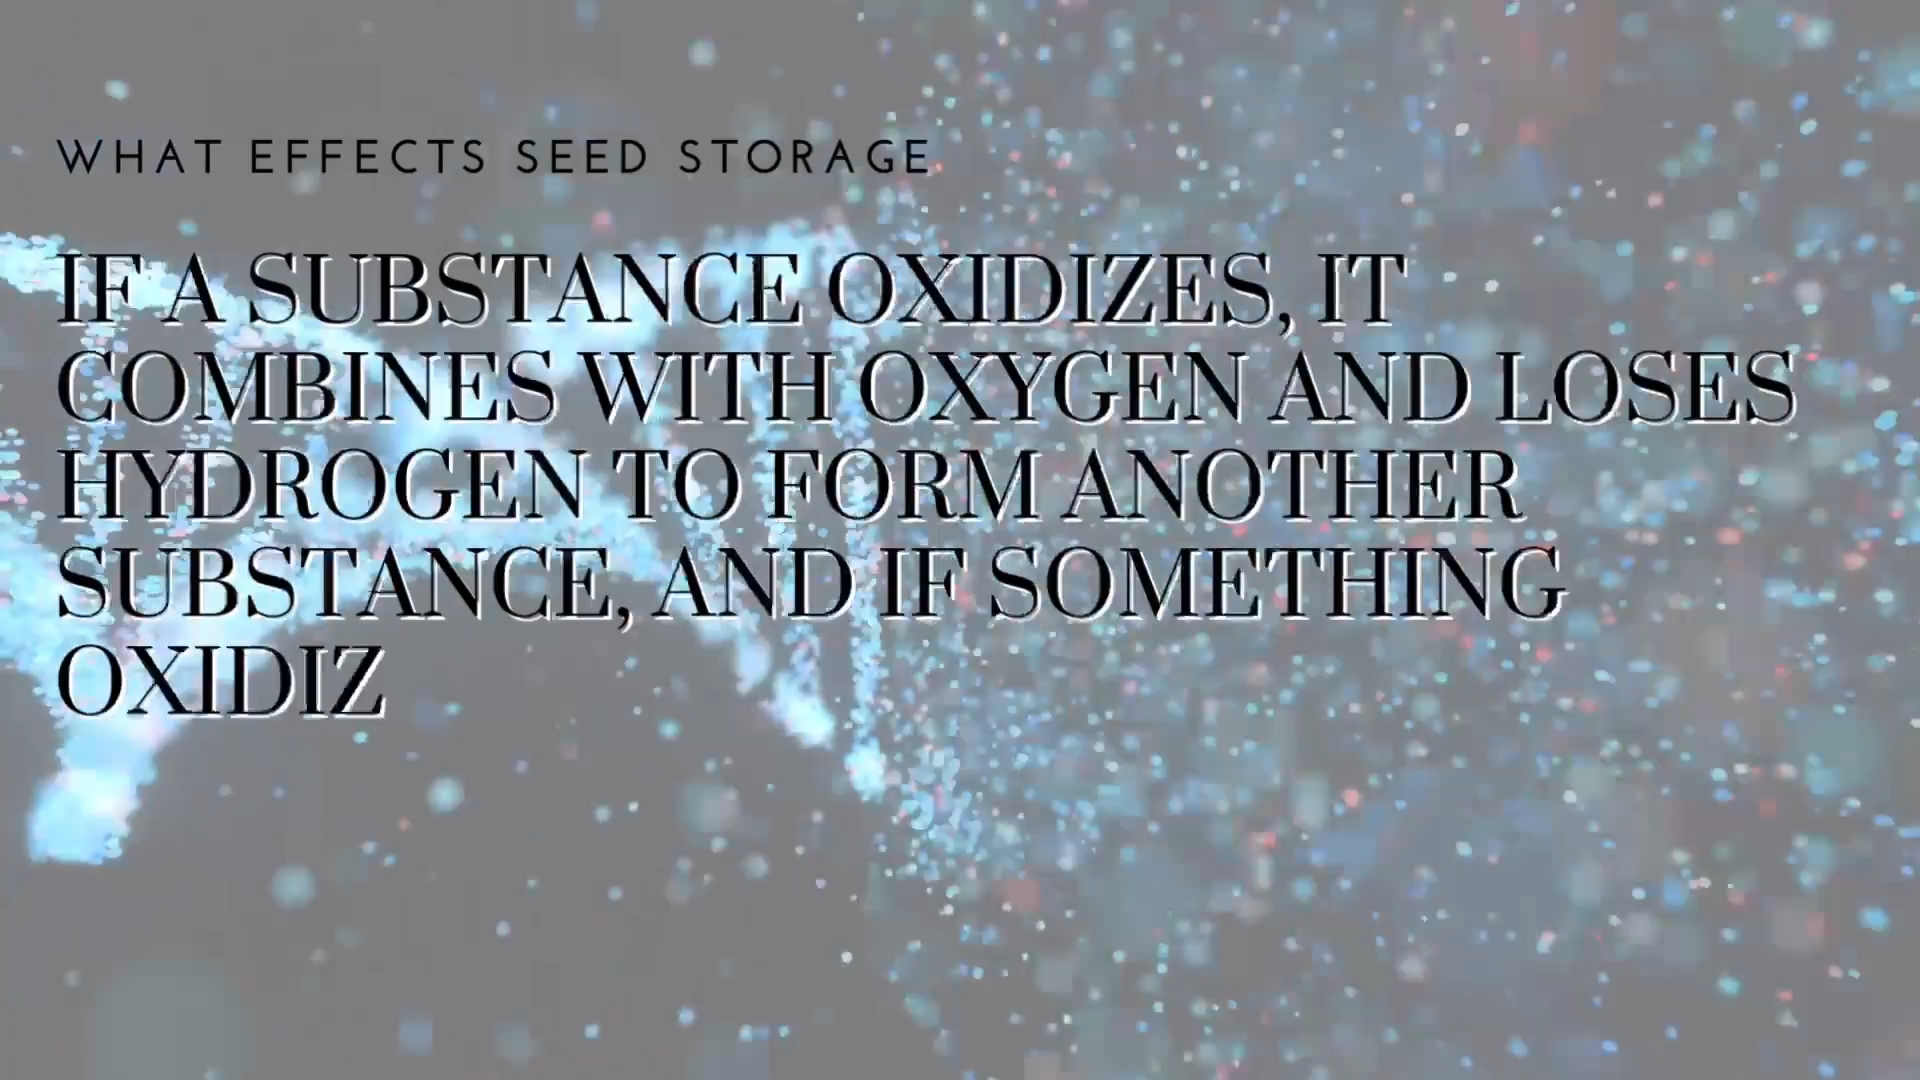 WHAT EFFECTS SEED STORAGE
IF A SUBSTANCE OXIDIZES, IT
COMBINES WITH OXYGEN AND LOSES
HYDROGEN TO FORM ANOTHER
SUBSTANCE, AND IF SOMETHING
OXIDIZ